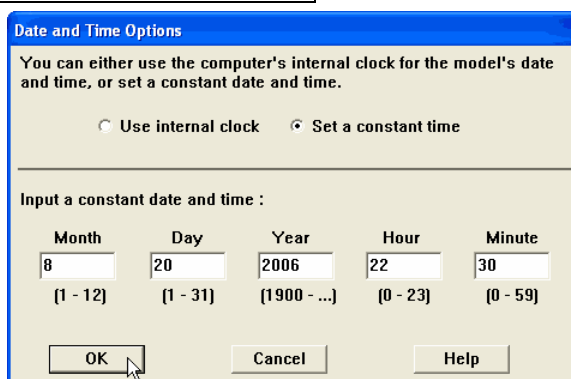 Date and Time Options
You can either use the computer's internal clock for the model's date
and time, or set a constant date and time.
Use internal clock Set a constant time
Input a constant date and time :
Month Day Year Hour Minute
8 20 2006 22 30
(1 - 12) (1 - 31) (1900 - ...) (0 - 23) (0 - 59)
OK Cancel Help